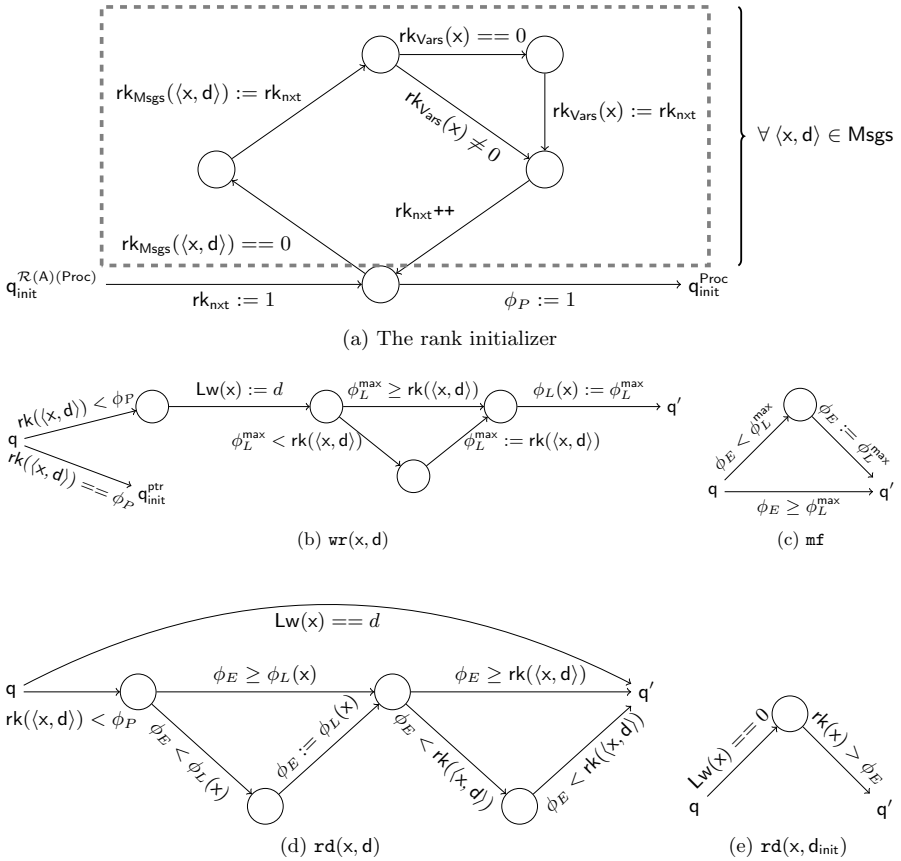 rk_Vars(x) == 0
rk_Msgs(⟨x, d⟩) := rk_nxt
rk_Vars(x) ≠ 0
rk_Vars(x) := rk_nxt
∀ ⟨x, d⟩ ∈ Msgs
rk_nxt++
rk_Msgs(⟨x, d⟩) == 0
q_init^R(A)(Proc)
rk_nxt := 1
ϕ_P := 1
q_init^Proc
(a) The rank initializer
rk(⟨x, d⟩) < ϕ_P
Lw(x) := d
ϕ_L^max ≥ rk(⟨x, d⟩)
ϕ_L(x) := ϕ_L^max
q
q′
ϕ_L^max < rk(⟨x, d⟩)
ϕ_L^max := rk(⟨x, d⟩)
rk(⟨x, d⟩) == ϕ_P
q_init^ptr
(b) wr(x, d)
ϕ_E < ϕ_L^max
ϕ_E := ϕ_L^max
q
q′
ϕ_E ≥ ϕ_L^max
(c) mf
Lw(x) == d
q
ϕ_E ≥ ϕ_L(x)
ϕ_E ≥ rk(⟨x, d⟩)
q′
rk(⟨x, d⟩) < ϕ_P
ϕ_E < ϕ_L(x)
ϕ_E := ϕ_L(x)
ϕ_E < rk(⟨x, d⟩)
ϕ_E < rk(⟨x, d⟩)
(d) rd(x, d)
Lw(x) == 0
rk(x) > ϕ_E
q
q′
(e) rd(x, d_init)